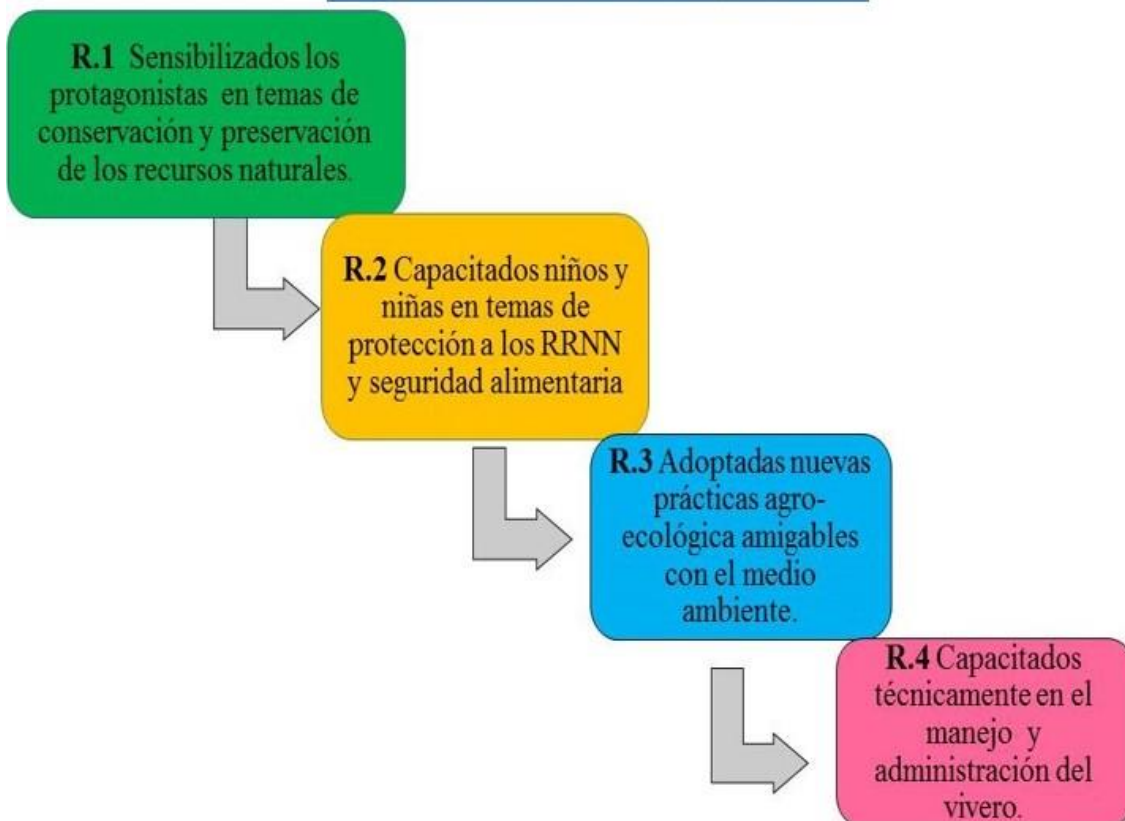 R.1 Sensibilizados los
protagonistas en temas de
conservación y preservación
de los recursos naturales.
R.2 Capacitados niños y
niñas en temas de
protección a los RRNN
y seguridad alimentaria
R.3 Adoptadas nuevas
prácticas agro-
ecológica amigables
con el medio
ambiente.
R.4 Capacitados
técnicamente en el
manejo y
administración del
vivero.